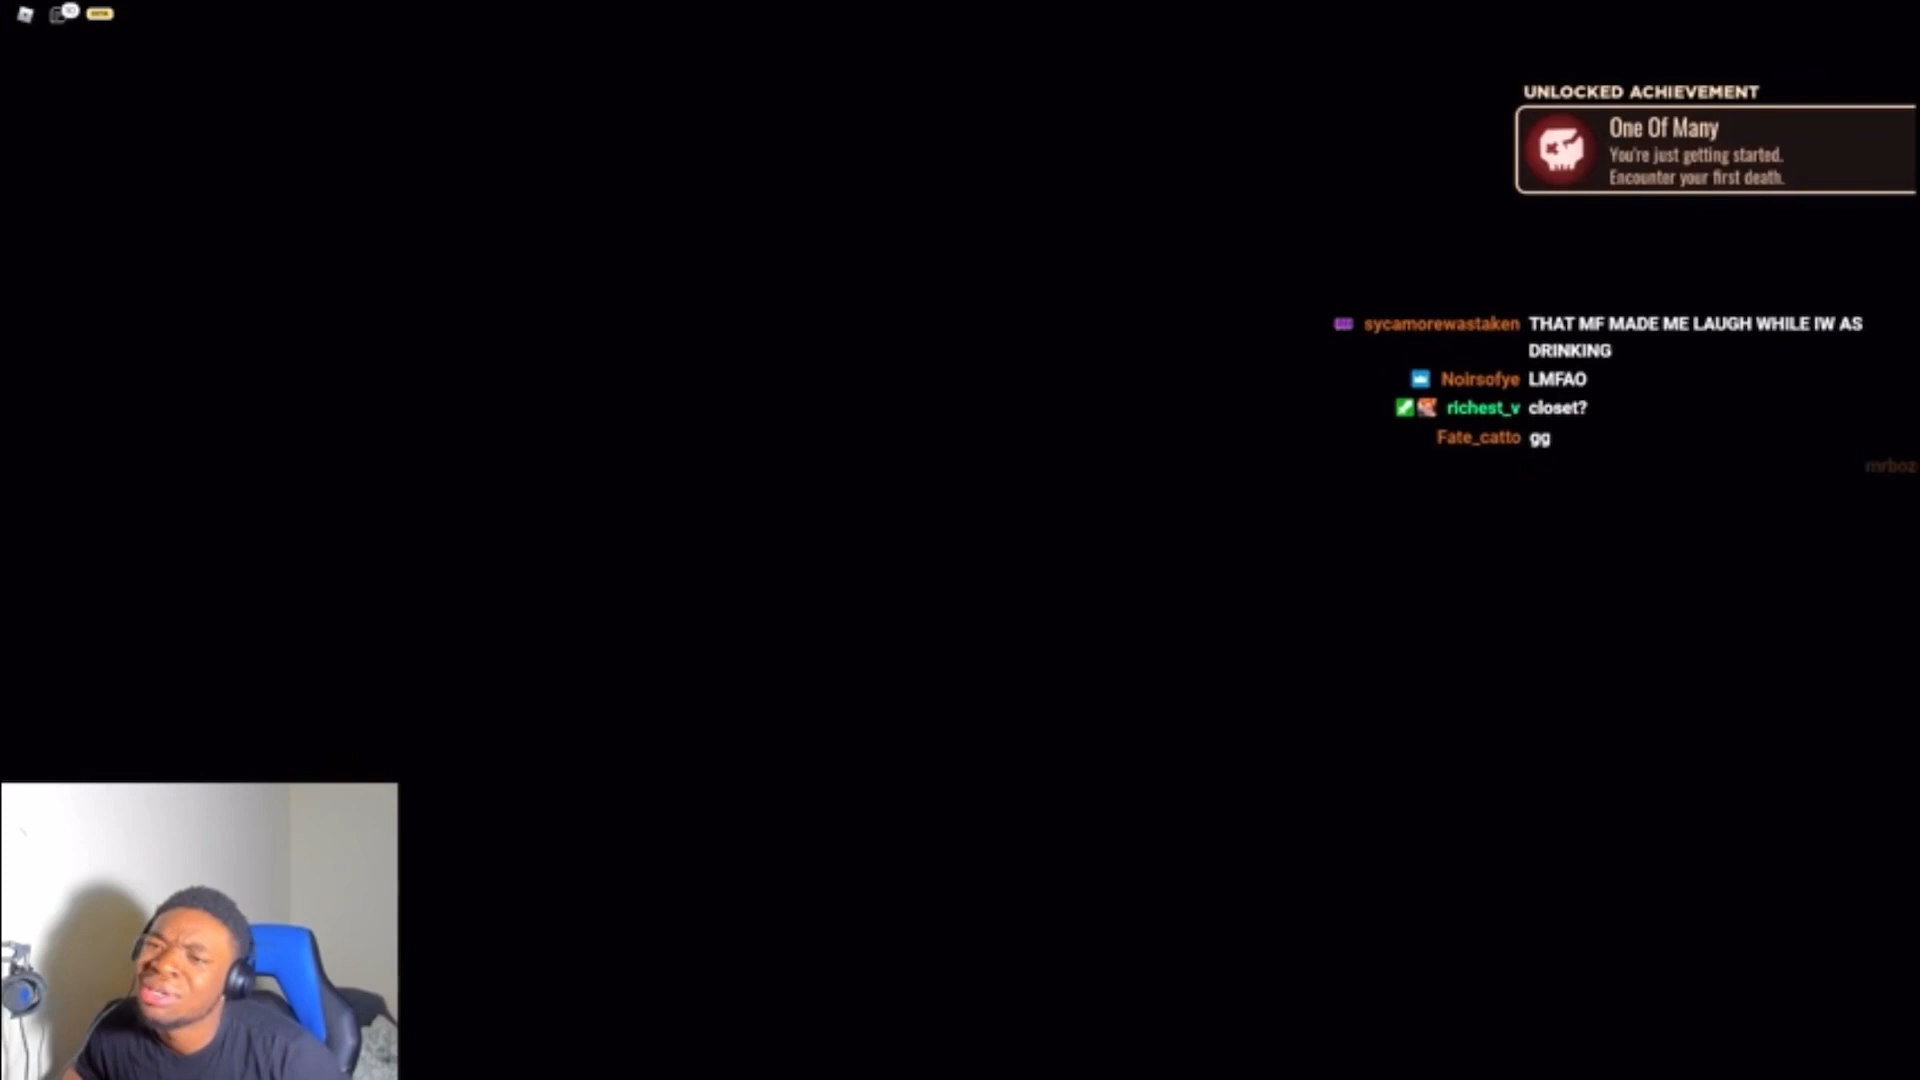 UNLOCKED ACHIEVEMENT
One Of Many
You're just getting started.
Encounter your first death.
sycamorewastaken THAT MF MADE ME LAUGH WHILE IW AS
DRINKING
Noirsofye LMFAO
richest_v closet?
Fate_catto gg
mrboz